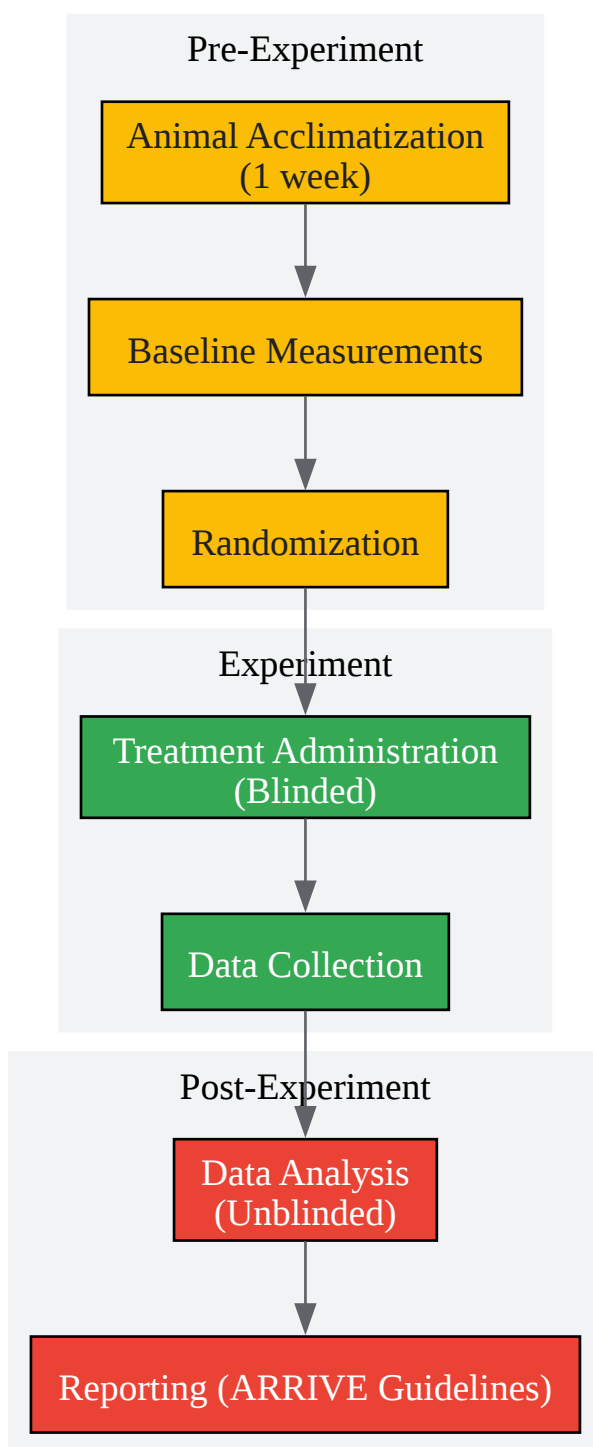 Pre-Experiment
Animal Acclimatization
(1 week)
Baseline Measurements
Randomization
Experiment
Treatment Administration
(Blinded)
Data Collection
Post-Experiment
Data Analysis
(Unblinded)
Reporting (ARRIVE Guidelines)